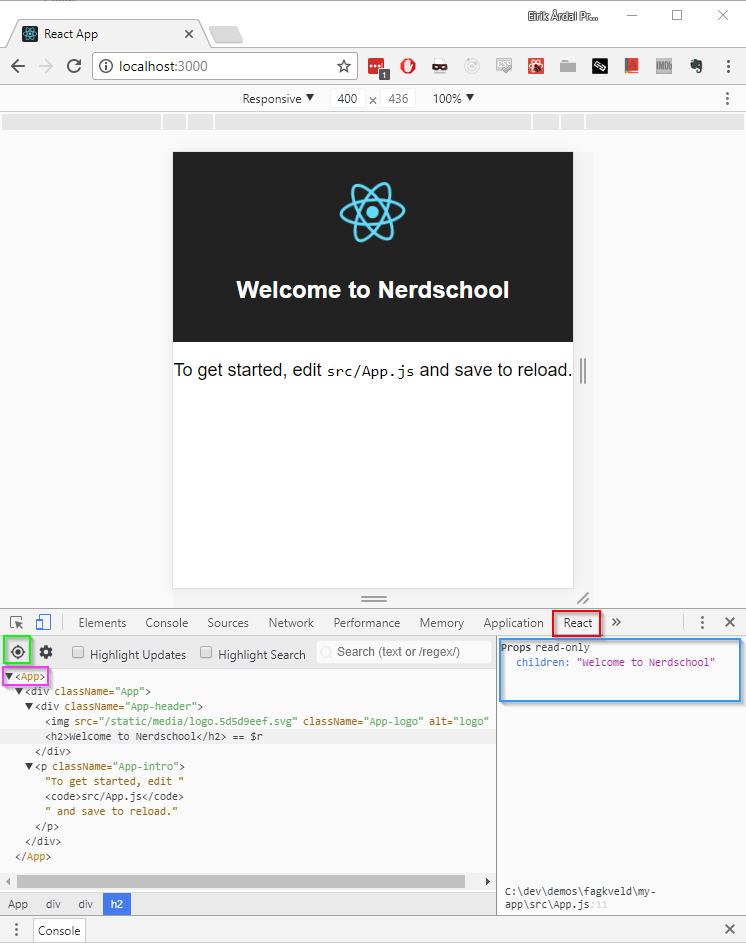 Eirik Årdal Pr...
React App
localhost:3000
1
CSS
IMDb
Responsive ▼ 400 × 436 100% ▼
Welcome to Nerdschool
To get started, edit src/App.js and save to reload.
Elements Console Sources Network Performance Memory Application React »
Highlight Updates Highlight Search Search (text or /regex/)
Props read-only
children: "Welcome to Nerdschool"
▼<App>
▼<div className="App">
▼<div className="App-header">
<img src="/static/media/logo.5d5d9eef.svg" className="App-logo" alt="logo"
<h2>Welcome to Nerdschool</h2> == $r
</div>
▼<p className="App-intro">
"To get started, edit "
<code>src/App.js</code>
" and save to reload."
</p>
</div>
</App>
C:\dev\demos\fagkveld\my-
app\src\App.js:11
App div div h2
Console